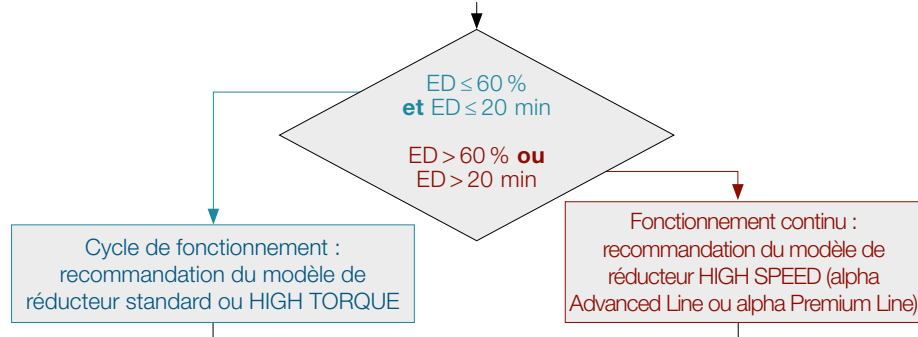 ED ≤ 60 %
et ED ≤ 20 min
ED > 60 % ou
ED > 20 min
Cycle de fonctionnement :
recommandation du modèle de
réducteur standard ou HIGH TORQUE
Fonctionnement continu :
recommandation du modèle de
réducteur HIGH SPEED (alpha
Advanced Line ou alpha Premium Line)